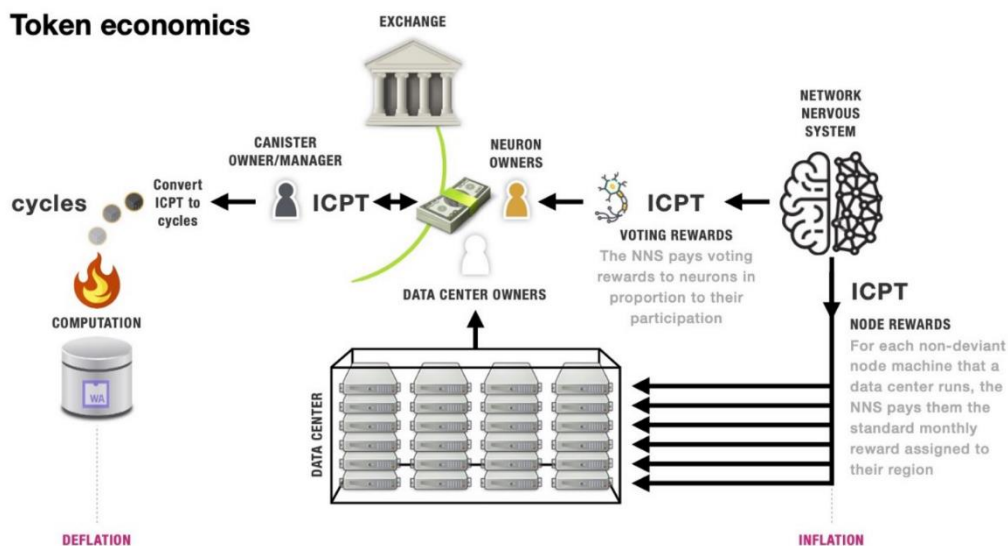 Token economics
EXCHANGE
NETWORK
NERVOUS
SYSTEM
CANISTER
OWNER/MANAGER
NEURON
OWNERS
cycles
Convert
ICPT to
cycles
ICPT
ICPT
VOTING REWARDS
The NNS pays voting
rewards to neurons in
proportion to their
participation
DATA CENTER OWNERS
COMPUTATION
WA
ICPT
NODE REWARDS
For each non-deviant
node machine that a
data center runs, the
NNS pays them the
standard monthly
reward assigned to
their region
DATA CENTER
DEFLATION
INFLATION